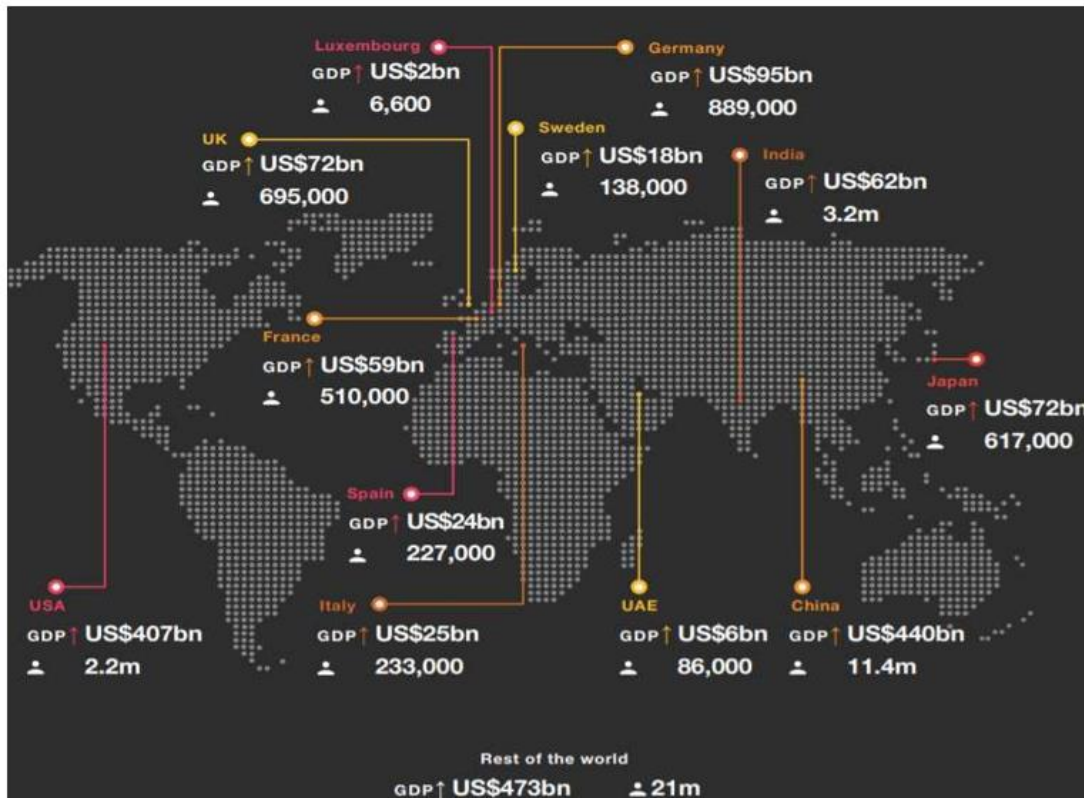 Luxembourg
GDP↑ US$2bn
6,600
Germany
GDP↑ US$95bn
889,000
UK
GDP↑ US$72bn
695,000
Sweden
GDP↑ US$18bn
138,000
India
GDP↑ US$62bn
3.2m
France
GDP↑ US$59bn
510,000
Japan
GDP↑ US$72bn
617,000
Spain
GDP↑ US$24bn
227,000
USA
GDP↑ US$407bn
2.2m
Italy
GDP↑ US$25bn
233,000
UAE
GDP↑ US$6bn
86,000
China
GDP↑ US$440bn
11.4m
Rest of the world
GDP↑ US$473bn 21m